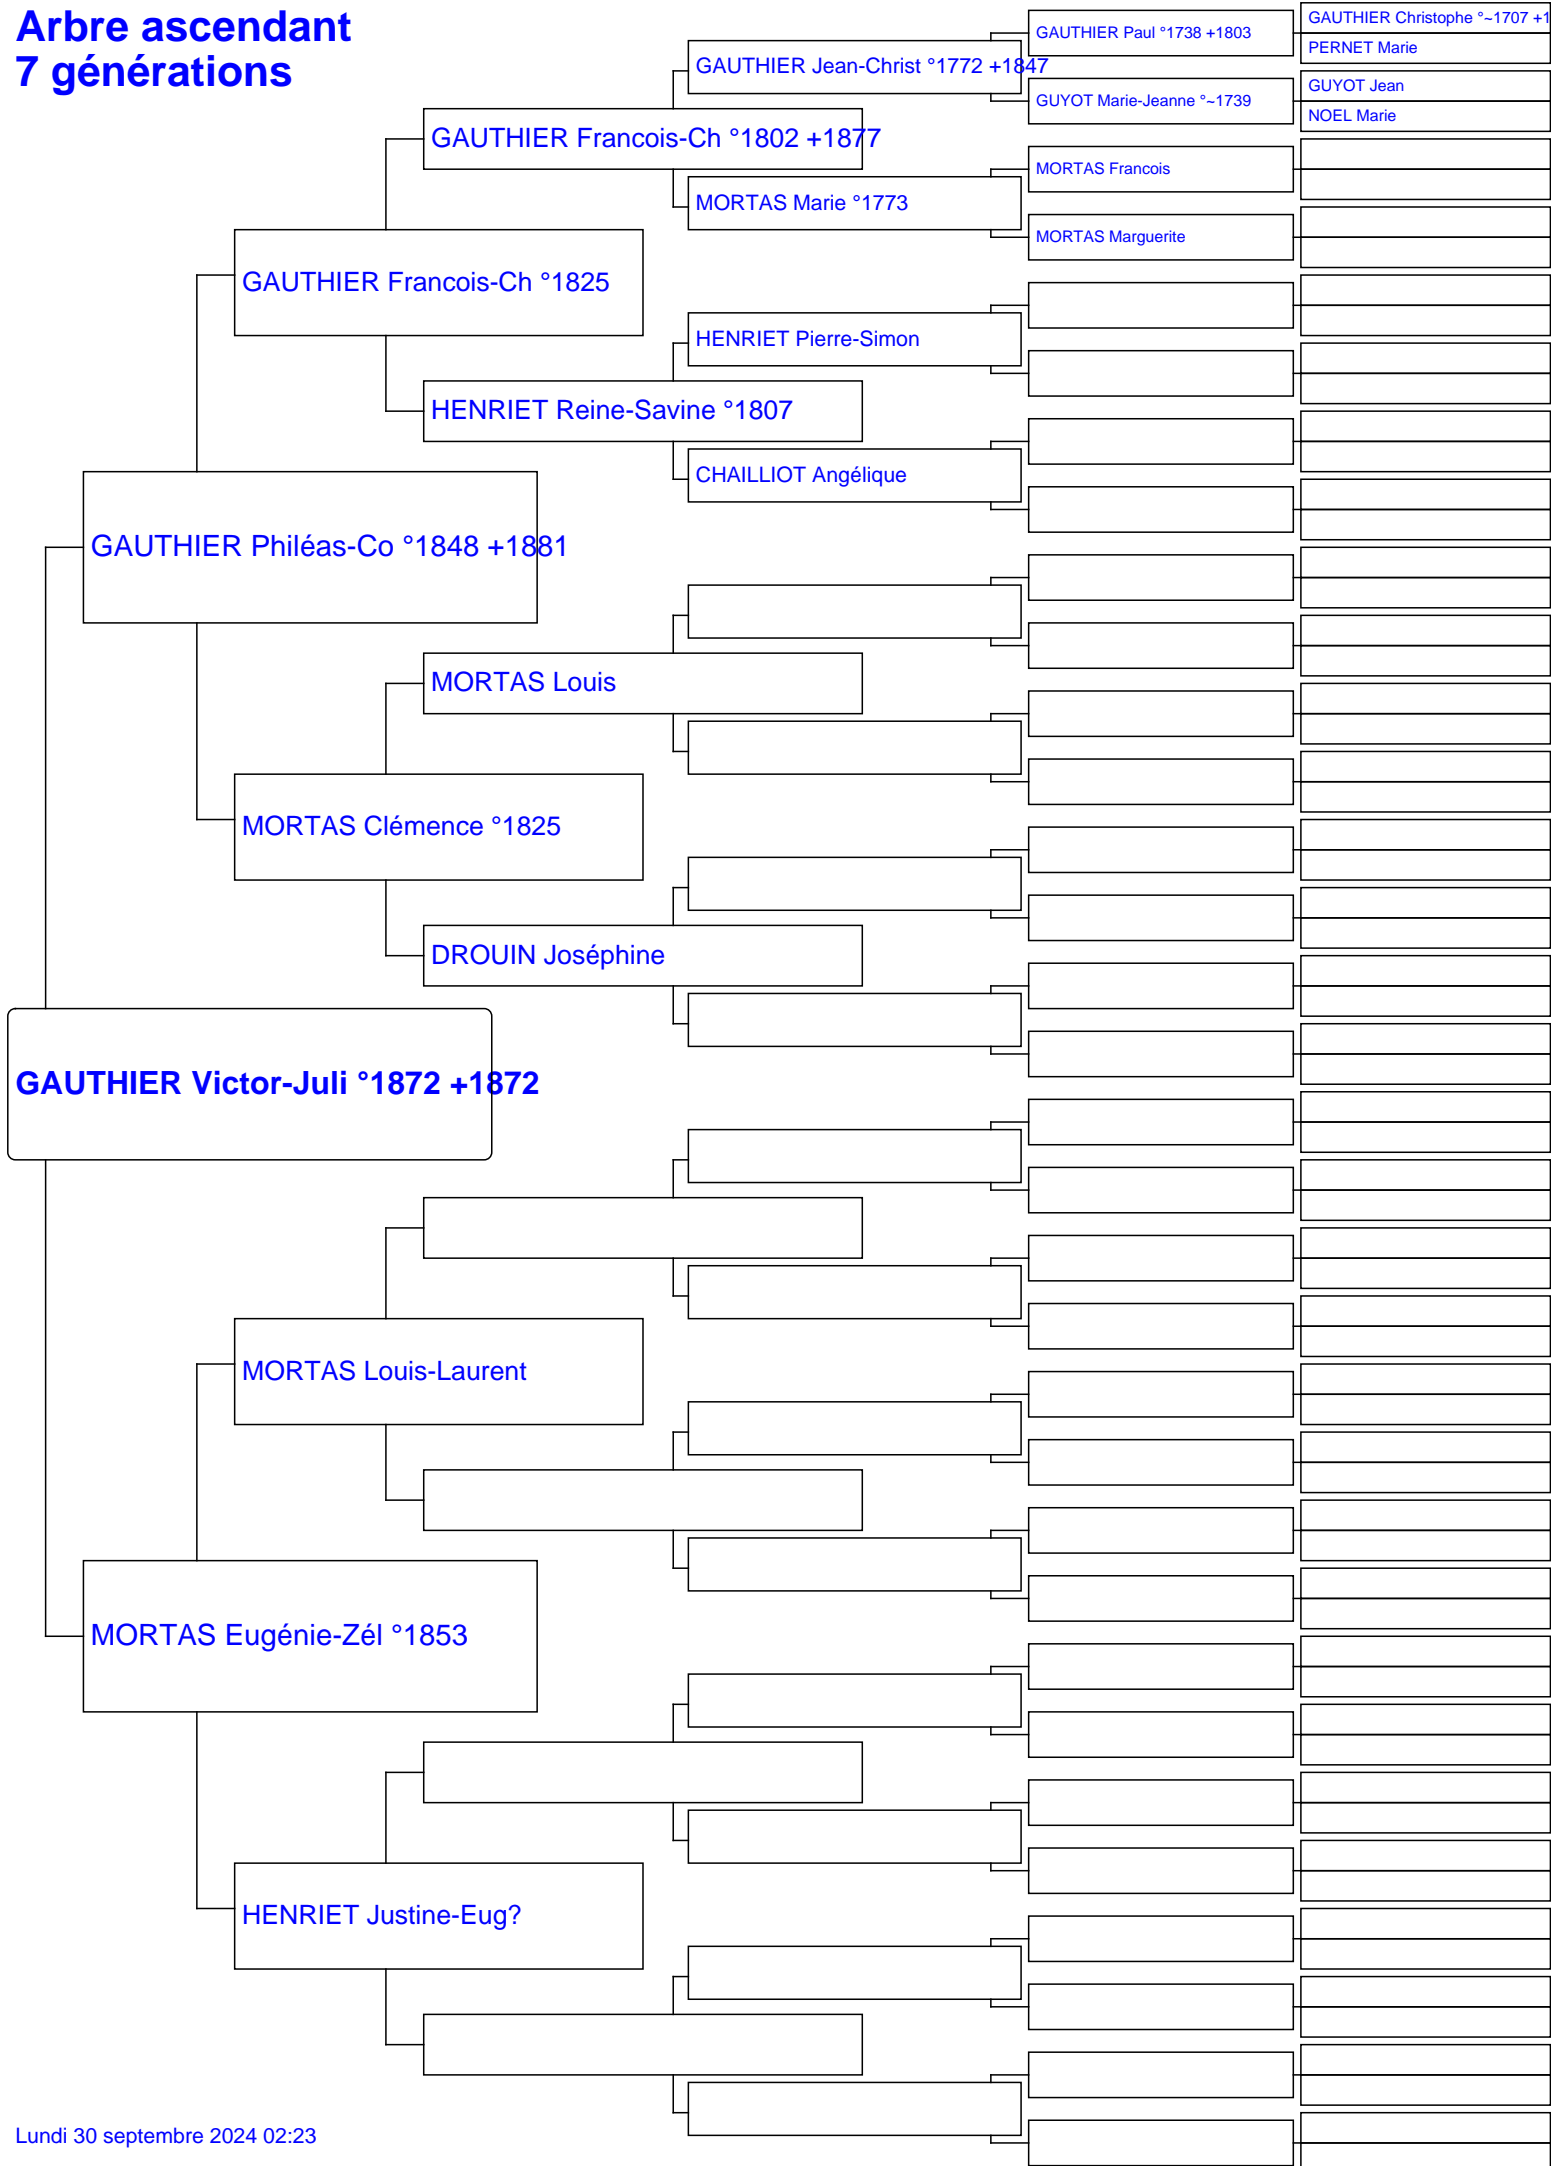 Arbre ascendant
7 générations
GAUTHIER Christophe °~1707 +1
GAUTHIER Paul °1738 +1803
PERNET Marie
GAUTHIER Jean-Christ °1772 +1847
GUYOT Jean
GUYOT Marie-Jeanne °~1739
NOEL Marie
GAUTHIER Francois-Ch °1802 +1877
MORTAS Francois
MORTAS Marie °1773
MORTAS Marguerite
GAUTHIER Francois-Ch °1825
HENRIET Pierre-Simon
HENRIET Reine-Savine °1807
CHAILLIOT Angélique
GAUTHIER Philéas-Co °1848 +1881
MORTAS Louis
MORTAS Clémence °1825
DROUIN Joséphine
GAUTHIER Victor-Juli °1872 +1872
MORTAS Louis-Laurent
MORTAS Eugénie-Zél °1853
HENRIET Justine-Eug?
Lundi 30 septembre 2024 02:23